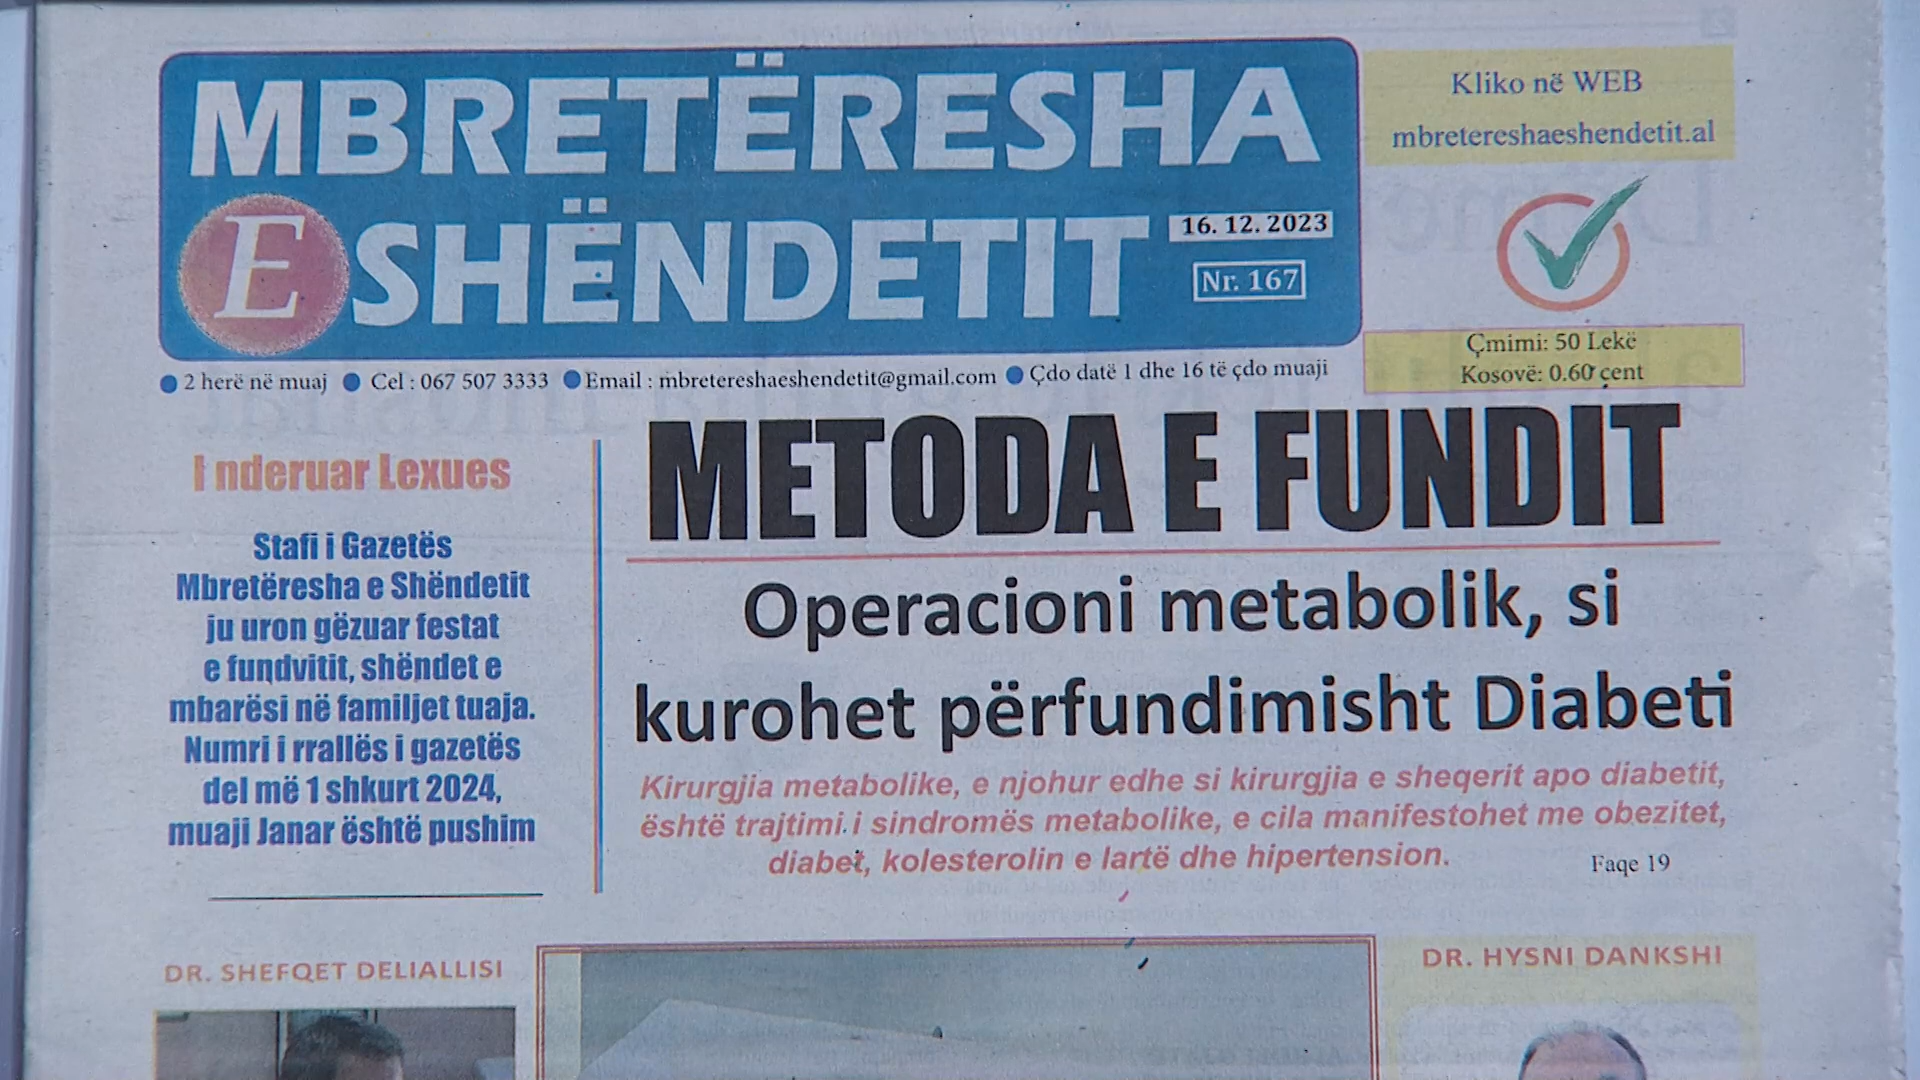 MBRETËRESHA
E SHËNDETIT
16. 12. 2023
Nr. 167
Kliko në WEB
mbretereshaeshendetit.al
Çmimi: 50 Lekë
Kosovë: 0.60 cent
2 herë në muaj Cel : 067 507 3333 Email : mbretereshaeshendetit@gmail.com Çdo datë 1 dhe 16 të çdo muaji
I nderuar Lexues
Stafi i Gazetës
Mbretëresha e Shëndetit
ju uron gëzuar festat
e fundvitit, shëndet e
mbarësi në familjet tuaja.
Numri i rrallës i gazetës
del më 1 shkurt 2024,
muaji Janar është pushim
METODA E FUNDIT
Operacioni metabolik, si
kurohet përfundimisht Diabeti
Kirurgjia metabolike, e njohur edhe si kirurgjia e sheqerit apo diabetit,
është trajtimi i sindromës metabolike, e cila manifestohet me obezitet,
diabet, kolesterolin e lartë dhe hipertension.
Faqe 19
DR. SHEFQET DELIALLISI
DR. HYSNI DANKSHI